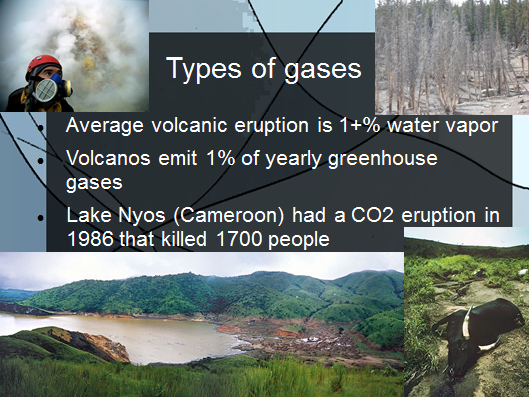 Types of gases
• Average volcanic eruption is 1+% water vapor
• Volcanos emit 1% of yearly greenhouse
gases
• Lake Nyos (Cameroon) had a CO2 eruption in
1986 that killed 1700 people